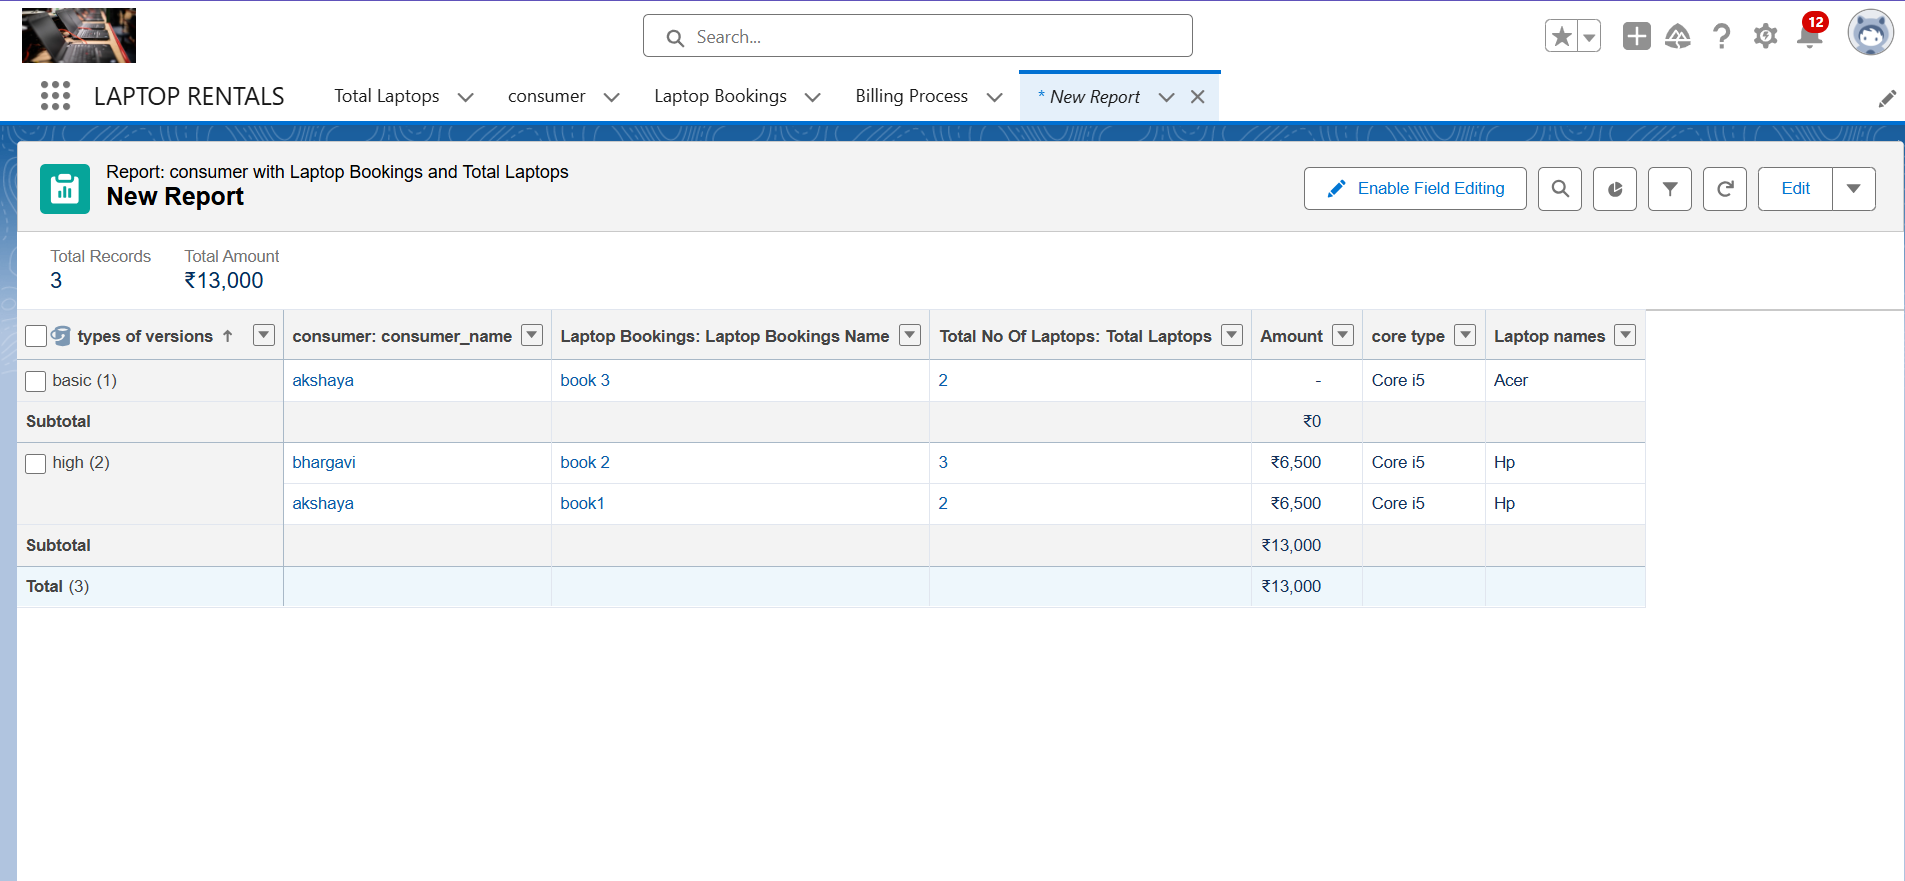 Search...
12
LAPTOP RENTALS Total Laptops consumer Laptop Bookings Billing Process * New Report
Report: consumer with Laptop Bookings and Total Laptops
New Report
Enable Field Editing Edit
Total Records Total Amount
3 ₹13,000
types of versions ↑ consumer: consumer_name Laptop Bookings: Laptop Bookings Name Total No Of Laptops: Total Laptops Amount core type Laptop names
basic (1) akshaya book 3 2 - Core i5 Acer
Subtotal ₹0
high (2) bhargavi book 2 3 ₹6,500 Core i5 Hp
akshaya book1 2 ₹6,500 Core i5 Hp
Subtotal ₹13,000
Total (3) ₹13,000